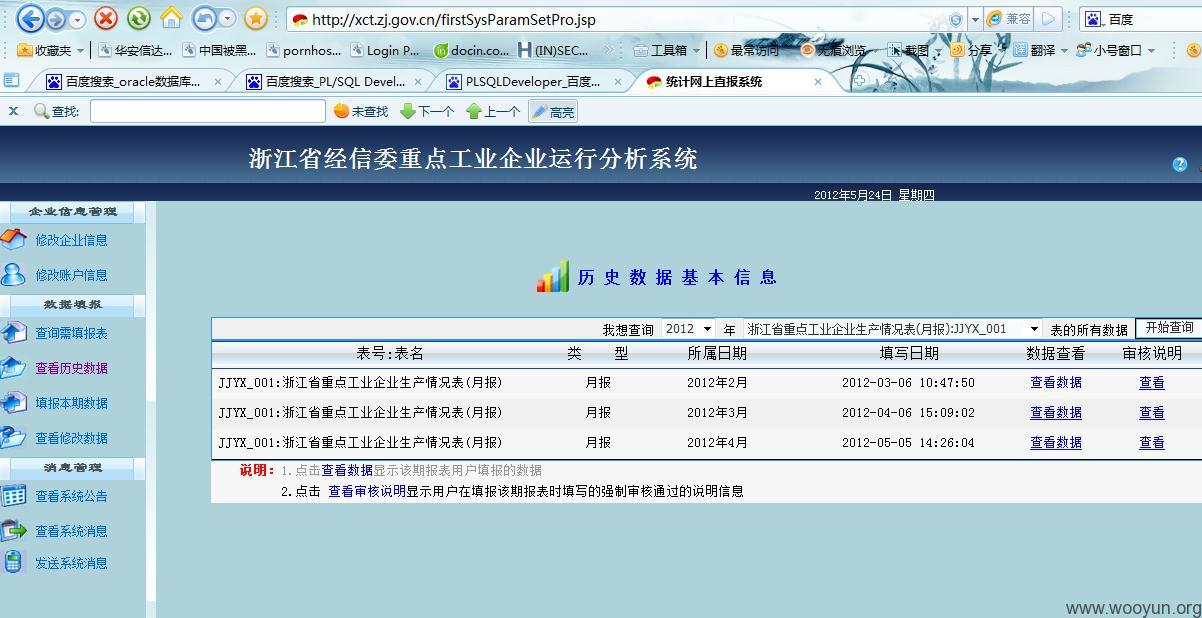 http://xct.zj.gov.cn/firstSysParamSetPro.jsp 兼容 百度
收藏夹 华安信达... 中国被黑... pornhos... Login P... docin.co... (IN)SEC... 工具箱 最常访问 无痕浏览 截图 分享 翻译 小号窗口
百度搜索_oracle数据库... 百度搜索_PL/SQL Devel... PLSQLDeveloper_百度... 统计网上直报系统
查找: 未查找 下一个 上一个 高亮
浙江省经信委重点工业企业运行分析系统
2012年5月24日 星期四
企业信息管理
修改企业信息
修改账户信息
数据填报
查询需填报表
查看历史数据
填报本期数据
查看修改数据
消息管理
查看系统公告
查看系统消息
发送系统消息
历史数据基本信息
我想查询 2012 年 浙江省重点工业企业生产情况表(月报):JJYX_001 表的所有数据 开始查询
表号:表名 类 型 所属日期 填写日期 数据查看 审核说明
JJYX_001:浙江省重点工业企业生产情况表(月报) 月报 2012年2月 2012-03-06 10:47:50 查看数据 查看
JJYX_001:浙江省重点工业企业生产情况表(月报) 月报 2012年3月 2012-04-06 15:09:02 查看数据 查看
JJYX_001:浙江省重点工业企业生产情况表(月报) 月报 2012年4月 2012-05-05 14:26:04 查看数据 查看
说明: 1.点击查看数据显示该期报表用户填报的数据
2.点击 查看审核说明显示用户在填报该期报表时填写的强制审核通过的说明信息
www.wooyun.org